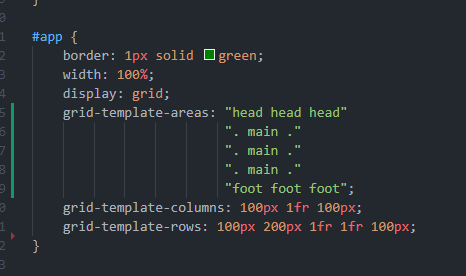 }
#app {
border: 1px solid green;
width: 100%;
display: grid;
grid-template-areas: "head head head"
". main ."
". main ."
". main ."
"foot foot foot";
grid-template-columns: 100px 1fr 100px;
grid-template-rows: 100px 200px 1fr 1fr 100px;
}